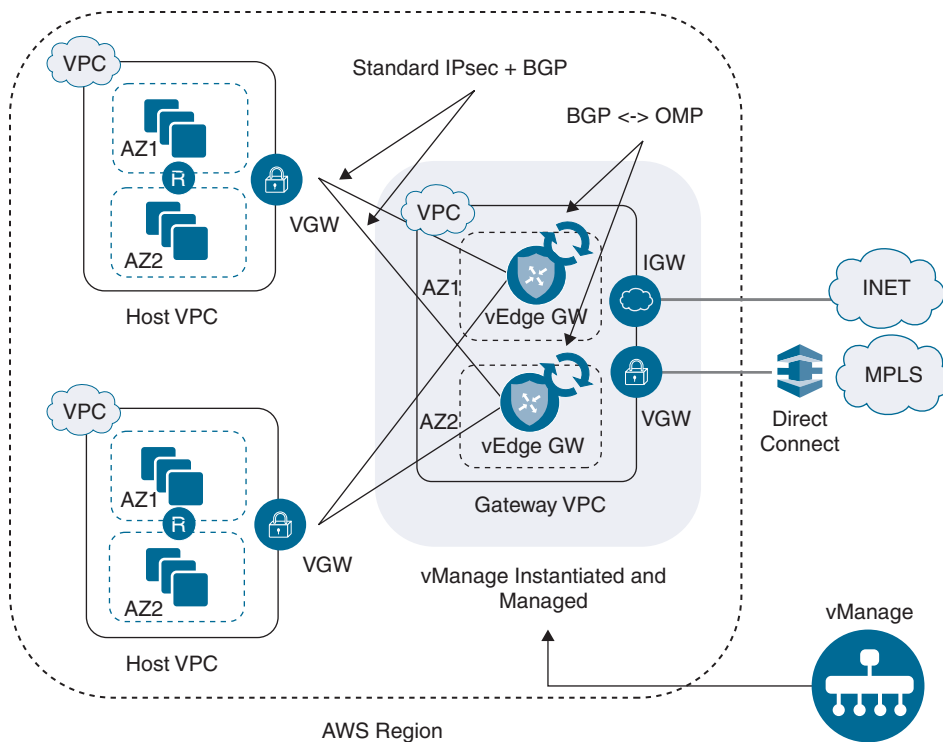 VPC
AZ1
R
AZ2
VGW
Host VPC
Standard IPsec + BGP
BGP <-> OMP
VPC
AZ1
vEdge GW
AZ2
vEdge GW
IGW
VGW
Gateway VPC
INET
MPLS
Direct
Connect
VPC
AZ1
R
AZ2
VGW
Host VPC
vManage Instantiated and
Managed
vManage
AWS Region